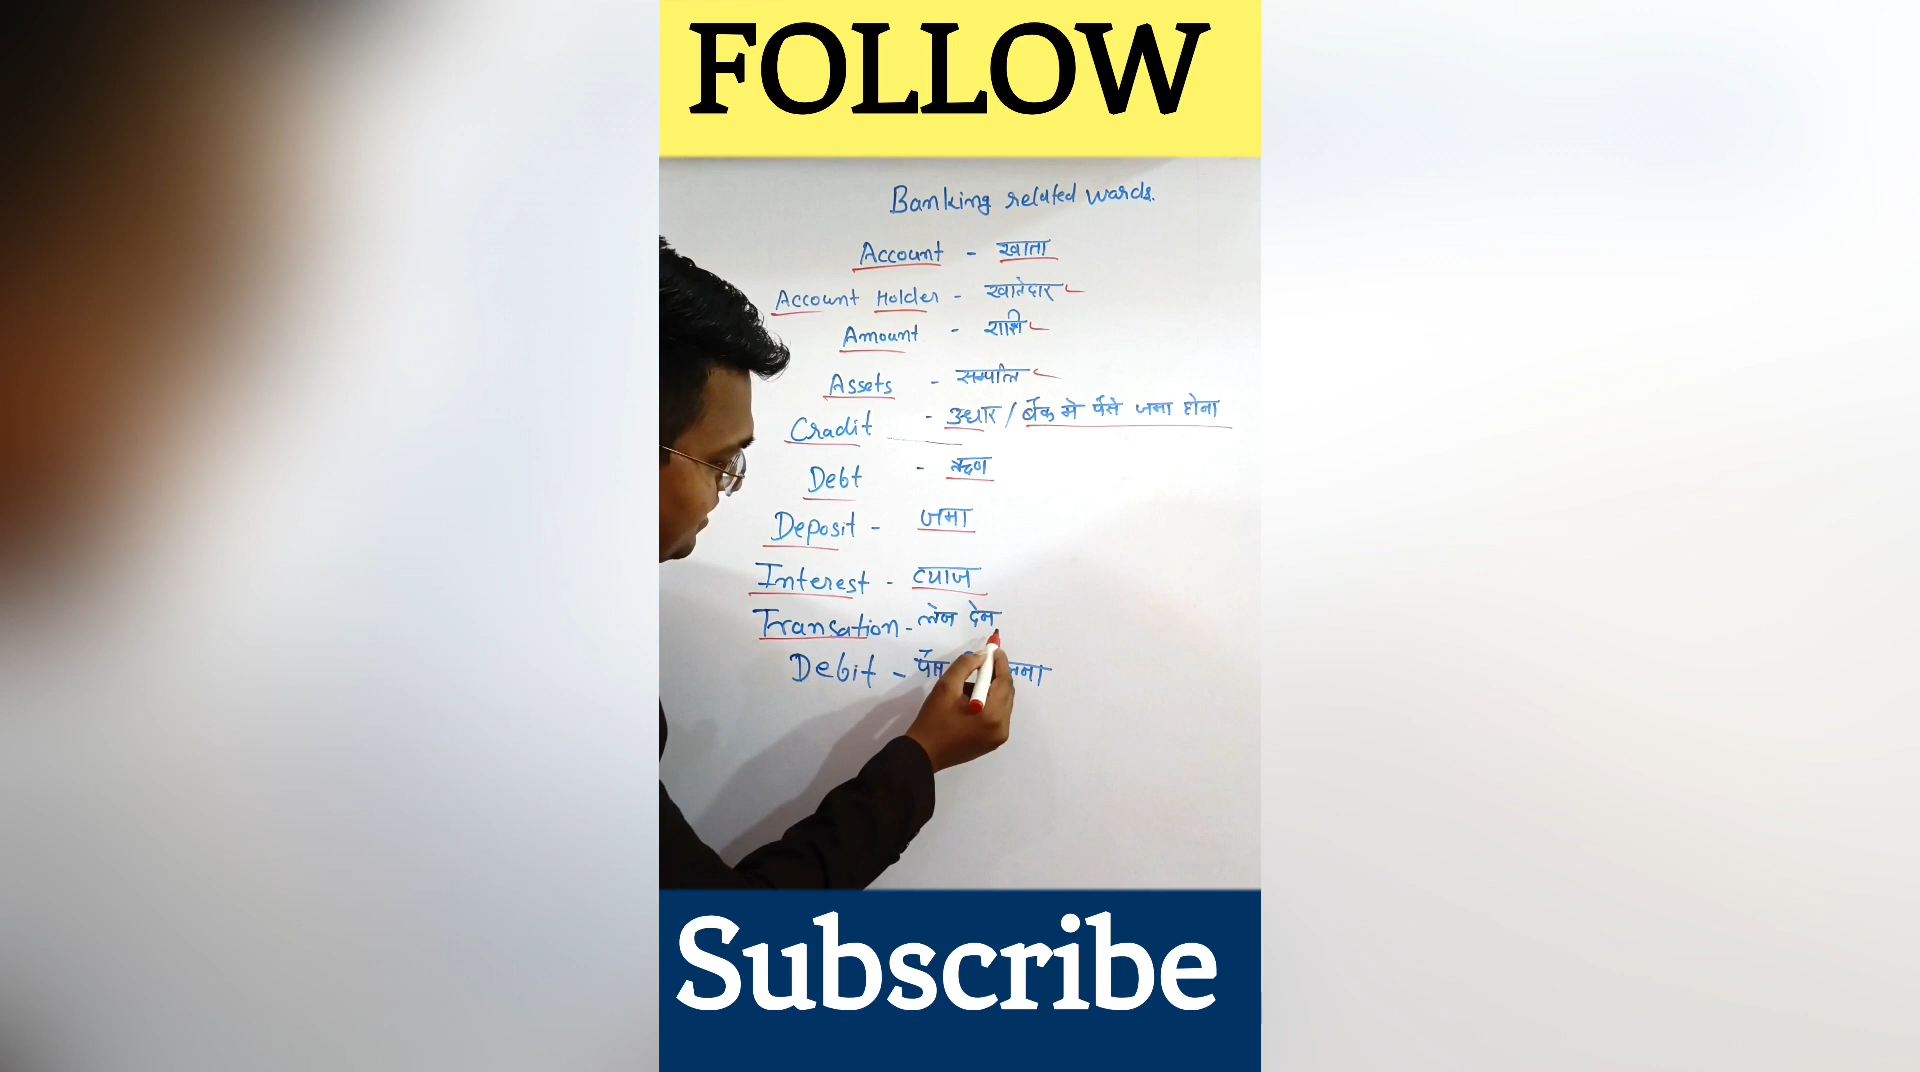 FOLLOW
Banking related wards.
Account - खाता
Account Holder - खातेदार
Amount - राशि
Assets - सम्पति
Cradit - उधार / बैंक मे पैसे जमा होना
Debt - ऋण
Deposit - जमा
Interest - ब्याज
Transation - लेन देन
Debit -
Subscribe